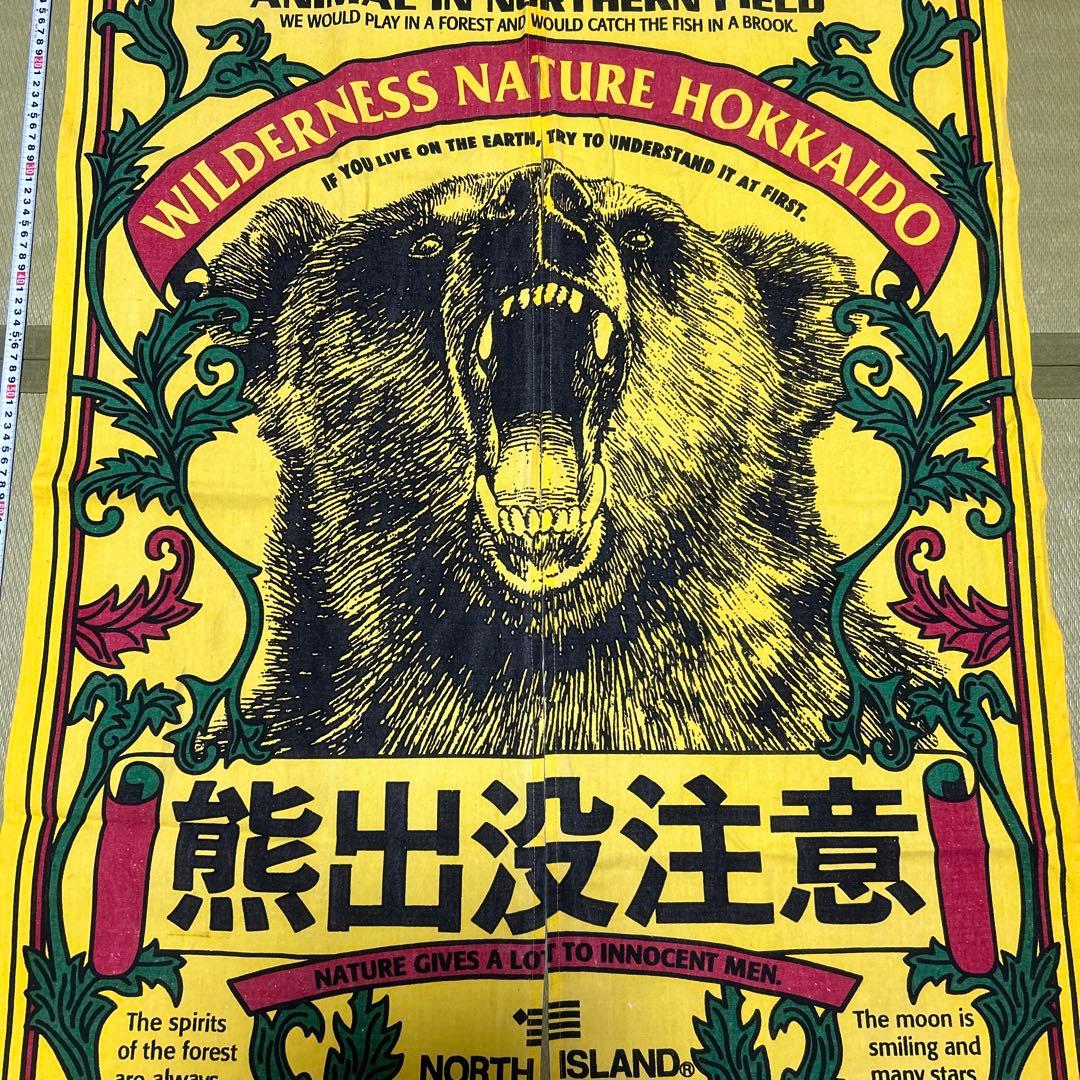 ANIMAL IN NORTHERN FIELD
WE WOULD PLAY IN A FOREST AND WOULD CATCH THE FISH IN A BROOK.
WILDERNESS NATURE HOKKAIDO
IF YOU LIVE ON THE EARTH, TRY TO UNDERSTAND IT AT FIRST.
熊出没注意
NATURE GIVES A LOT TO INNOCENT MEN.
The spirits
of the forest
are always
NORTH ISLAND®
The moon is
smiling and
many stars